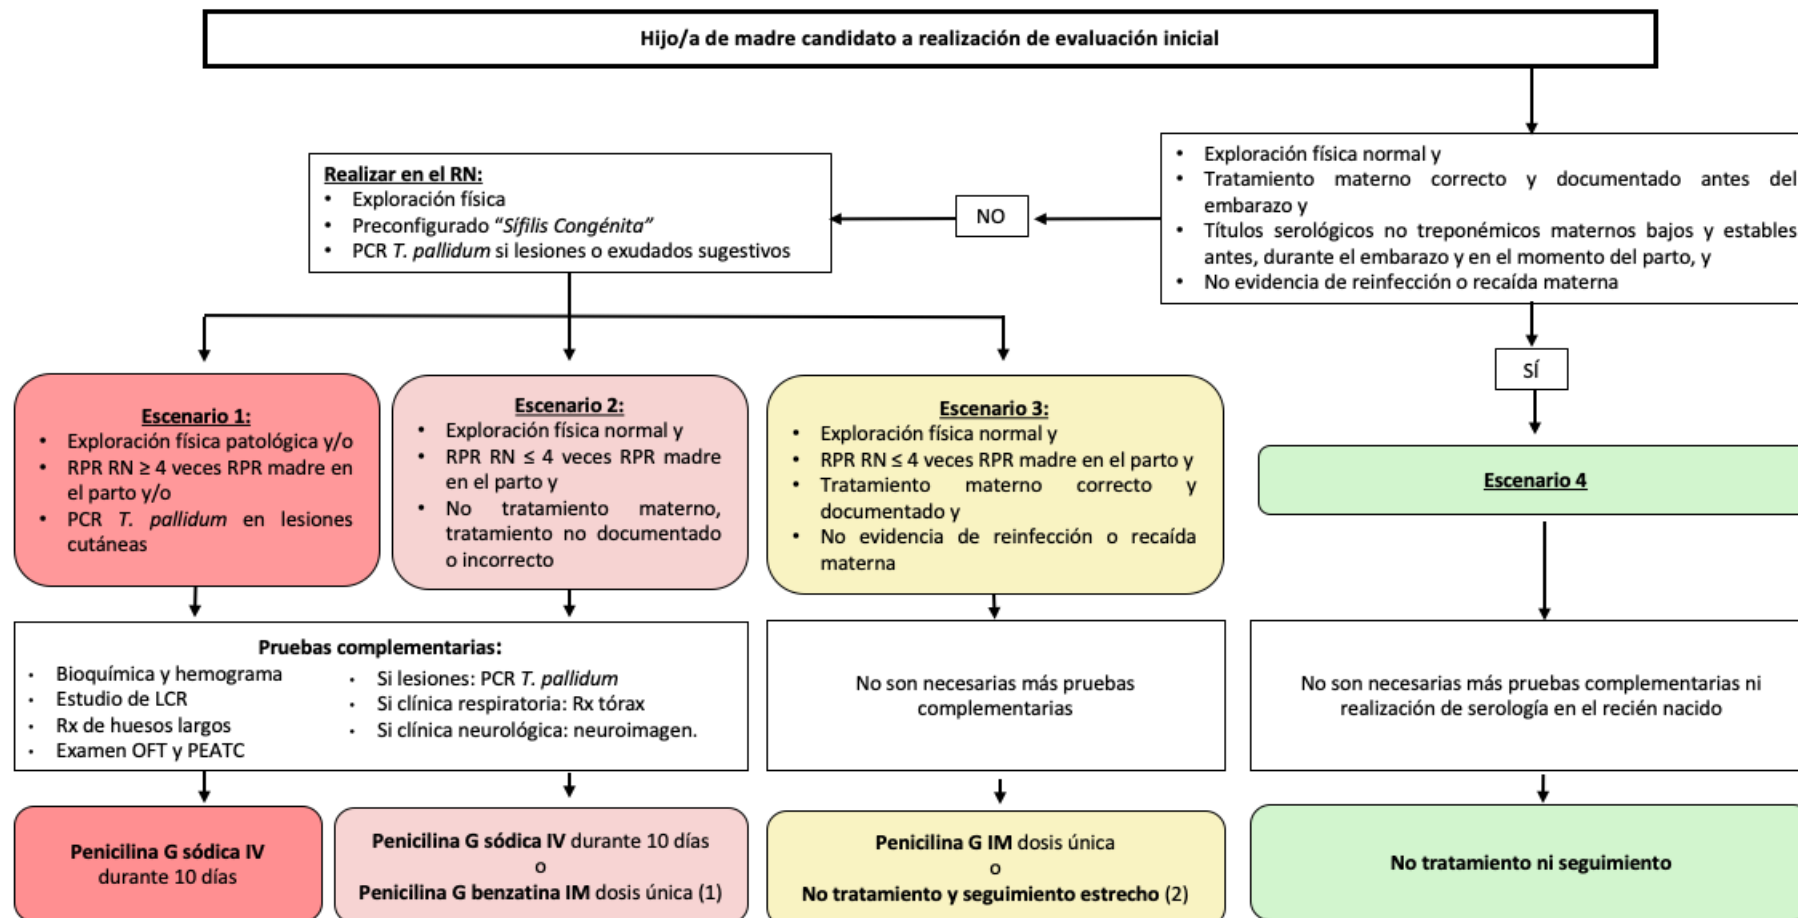 Hijo/a de madre candidato a realización de evaluación inicial
• Exploración física normal y
• Tratamiento materno correcto y documentado antes del
embarazo y
• Títulos serológicos no treponémicos maternos bajos y estables
antes, durante el embarazo y en el momento del parto, y
• No evidencia de reinfección o recaída materna
NO
Realizar en el RN:
• Exploración física
• Preconfigurado “Sífilis Congénita”
• PCR T. pallidum si lesiones o exudados sugestivos
SÍ
Escenario 1:
• Exploración física patológica y/o
• RPR RN ≥ 4 veces RPR madre en
el parto y/o
• PCR T. pallidum en lesiones
cutáneas
Escenario 2:
• Exploración física normal y
• RPR RN ≤ 4 veces RPR madre
en el parto y
• No tratamiento materno,
tratamiento no documentado
o incorrecto
Escenario 3:
• Exploración física normal y
• RPR RN ≤ 4 veces RPR madre en el parto y
• Tratamiento materno correcto y
documentado y
• No evidencia de reinfección o recaída
materna
Escenario 4
Pruebas complementarias:
· Bioquímica y hemograma
· Estudio de LCR
· Rx de huesos largos
· Examen OFT y PEATC
· Si lesiones: PCR T. pallidum
· Si clínica respiratoria: Rx tórax
· Si clínica neurológica: neuroimagen.
No son necesarias más pruebas
complementarias
No son necesarias más pruebas complementarias ni
realización de serología en el recién nacido
Penicilina G sódica IV
durante 10 días
Penicilina G sódica IV durante 10 días
o
Penicilina G benzatina IM dosis única (1)
Penicilina G IM dosis única
o
No tratamiento y seguimiento estrecho (2)
No tratamiento ni seguimiento